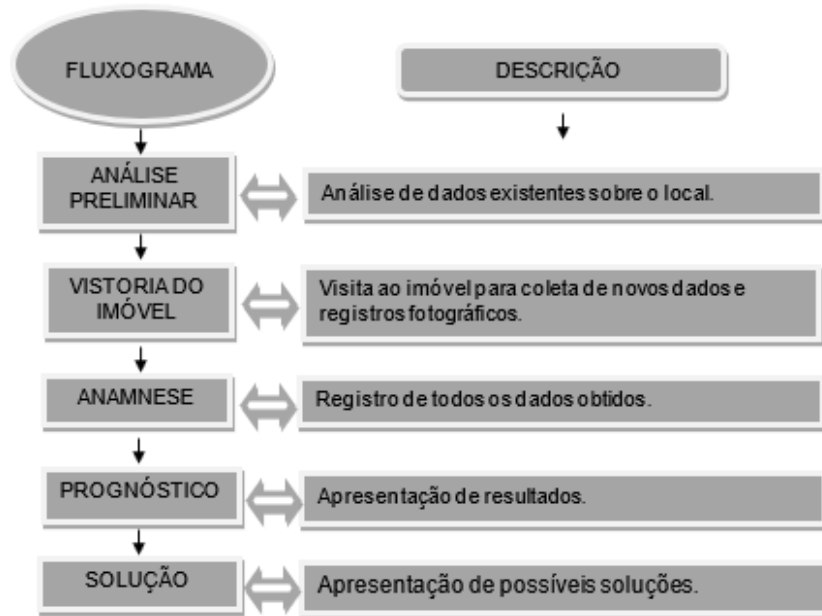 FLUXOGRAMA
DESCRIÇÃO
ANÁLISE
PRELIMINAR
Análise de dados existentes sobre o local.
VISTORIA DO
IMÓVEL
Visita ao imóvel para coleta de novos dados e
registros fotográficos.
ANAMNESE
Registro de todos os dados obtidos.
PROGNÓSTICO
Apresentação de resultados.
SOLUÇÃO
Apresentação de possíveis soluções.